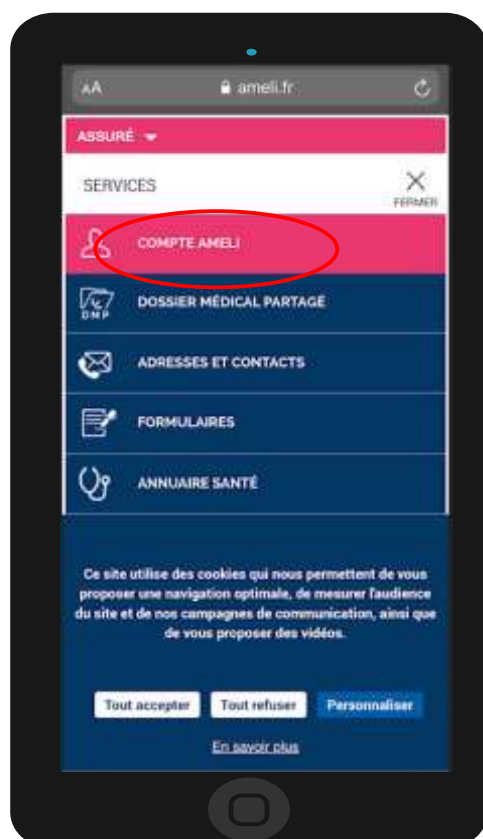 AA ameli.fr
ASSURÉ
SERVICES
FERMER
COMPTE AMELI
DMP
DOSSIER MÉDICAL PARTAGÉ
ADRESSES ET CONTACTS
FORMULAIRES
ANNUAIRE SANTÉ
Ce site utilise des cookies qui nous permettent de vous
proposer une navigation optimale, de mesurer l'audience
du site et de nos campagnes de communication, ainsi que
de vous proposer des vidéos.
Tout accepter Tout refuser Personnaliser
En savoir plus